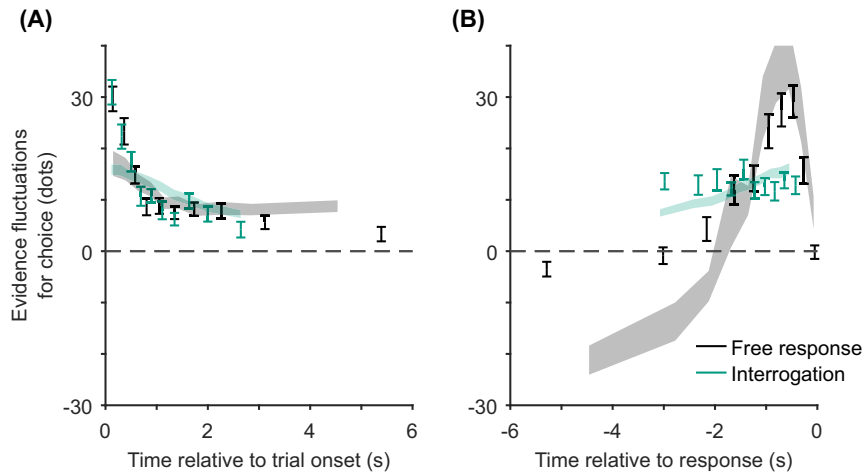 (A)
(B)
Evidence fluctuations
for choice (dots)
30
0
-30
0
2
4
6
Time relative to trial onset (s)
30
0
-30
-6
-4
-2
0
Time relative to response (s)
Free response
Interrogation